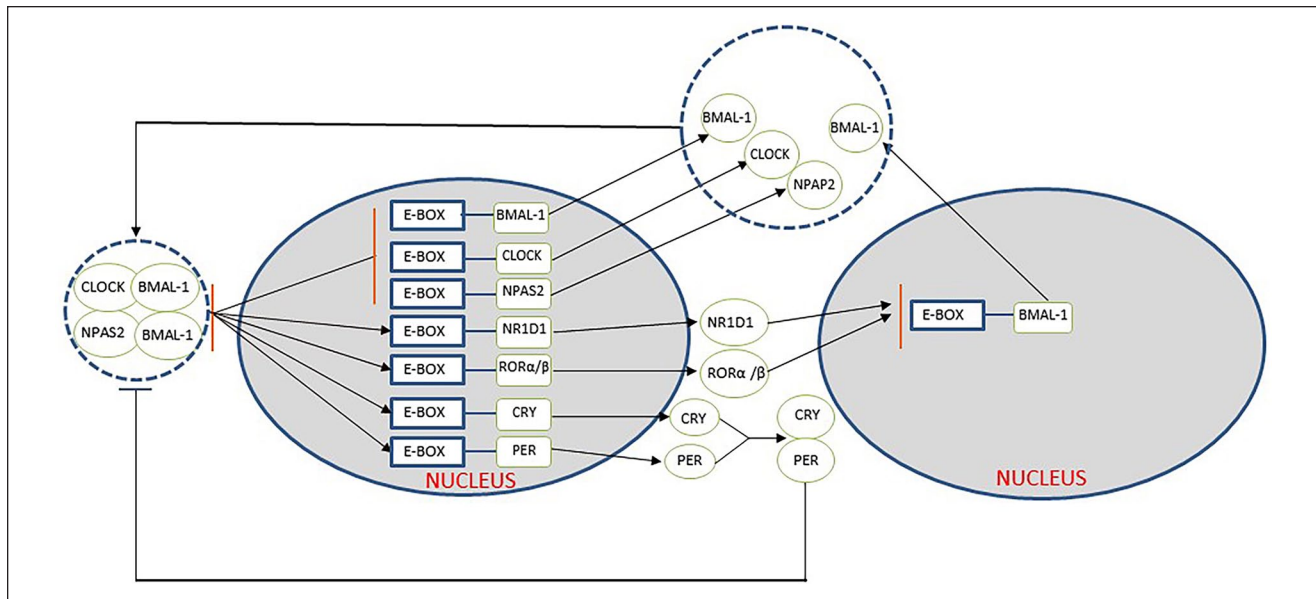 BMAL-1
BMAL-1
CLOCK
NPAP2
E-BOX BMAL-1
E-BOX CLOCK
E-BOX NPAS2
E-BOX NR1D1
E-BOX RORα/β
E-BOX CRY
E-BOX PER
NUCLEUS
CLOCK BMAL-1
NPAS2 BMAL-1
NR1D1
RORα /β
CRY
PER
CRY
PER
E-BOX BMAL-1
NUCLEUS